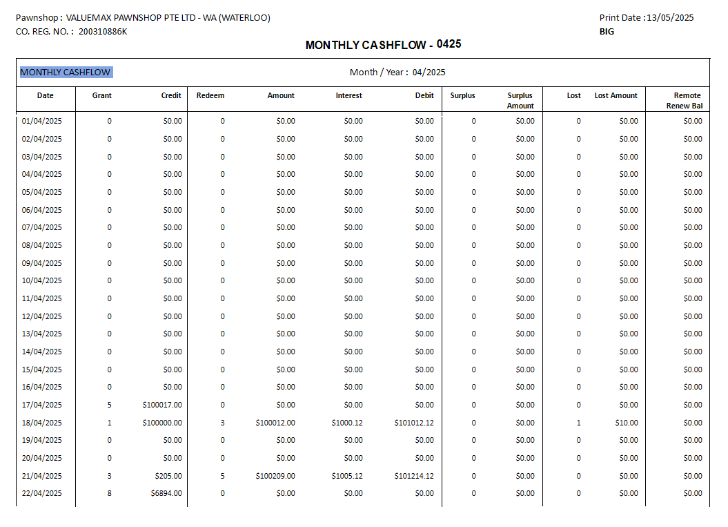 Pawnshop : VALUEMAX PAWNSHOP PTE LTD - WA (WATERLOO) Print Date :13/05/2025
CO. REG. NO. : 200310886K BIG
MONTHLY CASHFLOW - 0425
MONTHLY CASHFLOW Month / Year : 04/2025
Date Grant Credit Redeem Amount Interest Debit Surplus Surplus Amount Lost Lost Amount Remote Renew Bal
01/04/2025 0 $0.00 0 $0.00 $0.00 $0.00 0 $0.00 0 $0.00 $0.00
02/04/2025 0 $0.00 0 $0.00 $0.00 $0.00 0 $0.00 0 $0.00 $0.00
03/04/2025 0 $0.00 0 $0.00 $0.00 $0.00 0 $0.00 0 $0.00 $0.00
04/04/2025 0 $0.00 0 $0.00 $0.00 $0.00 0 $0.00 0 $0.00 $0.00
05/04/2025 0 $0.00 0 $0.00 $0.00 $0.00 0 $0.00 0 $0.00 $0.00
06/04/2025 0 $0.00 0 $0.00 $0.00 $0.00 0 $0.00 0 $0.00 $0.00
07/04/2025 0 $0.00 0 $0.00 $0.00 $0.00 0 $0.00 0 $0.00 $0.00
08/04/2025 0 $0.00 0 $0.00 $0.00 $0.00 0 $0.00 0 $0.00 $0.00
09/04/2025 0 $0.00 0 $0.00 $0.00 $0.00 0 $0.00 0 $0.00 $0.00
10/04/2025 0 $0.00 0 $0.00 $0.00 $0.00 0 $0.00 0 $0.00 $0.00
11/04/2025 0 $0.00 0 $0.00 $0.00 $0.00 0 $0.00 0 $0.00 $0.00
12/04/2025 0 $0.00 0 $0.00 $0.00 $0.00 0 $0.00 0 $0.00 $0.00
13/04/2025 0 $0.00 0 $0.00 $0.00 $0.00 0 $0.00 0 $0.00 $0.00
14/04/2025 0 $0.00 0 $0.00 $0.00 $0.00 0 $0.00 0 $0.00 $0.00
15/04/2025 0 $0.00 0 $0.00 $0.00 $0.00 0 $0.00 0 $0.00 $0.00
16/04/2025 0 $0.00 0 $0.00 $0.00 $0.00 0 $0.00 0 $0.00 $0.00
17/04/2025 5 $100017.00 0 $0.00 $0.00 $0.00 0 $0.00 0 $0.00 $0.00
18/04/2025 1 $100000.00 3 $100012.00 $1000.12 $101012.12 0 $0.00 1 $10.00 $0.00
19/04/2025 0 $0.00 0 $0.00 $0.00 $0.00 0 $0.00 0 $0.00 $0.00
20/04/2025 0 $0.00 0 $0.00 $0.00 $0.00 0 $0.00 0 $0.00 $0.00
21/04/2025 3 $205.00 5 $100209.00 $1005.12 $101214.12 0 $0.00 0 $0.00 $0.00
22/04/2025 8 $6894.00 0 $0.00 $0.00 $0.00 0 $0.00 0 $0.00 $0.00